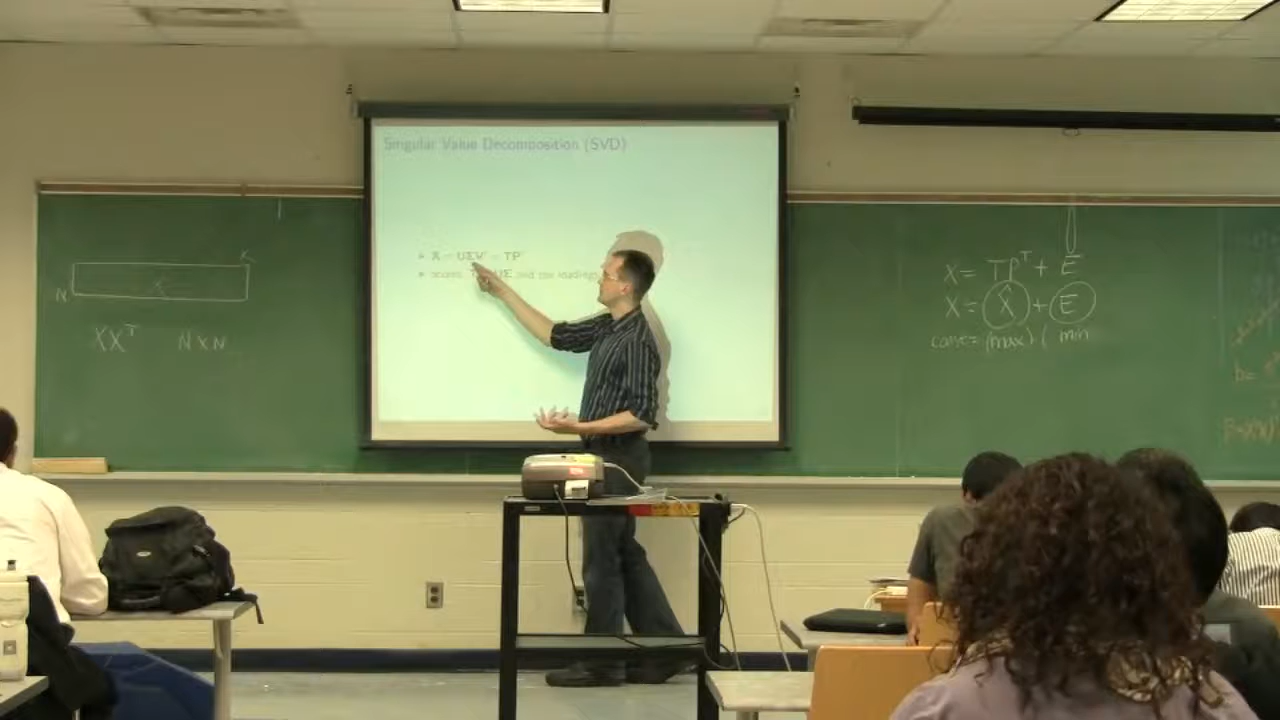 Singular Value Decomposition (SVD)
X = UΣV' = TP'
scores and the loadings
K
N X
XXᵀ N x N
X = TPᵀ + E
X = X̂ + E
const = (max) ( min
b =